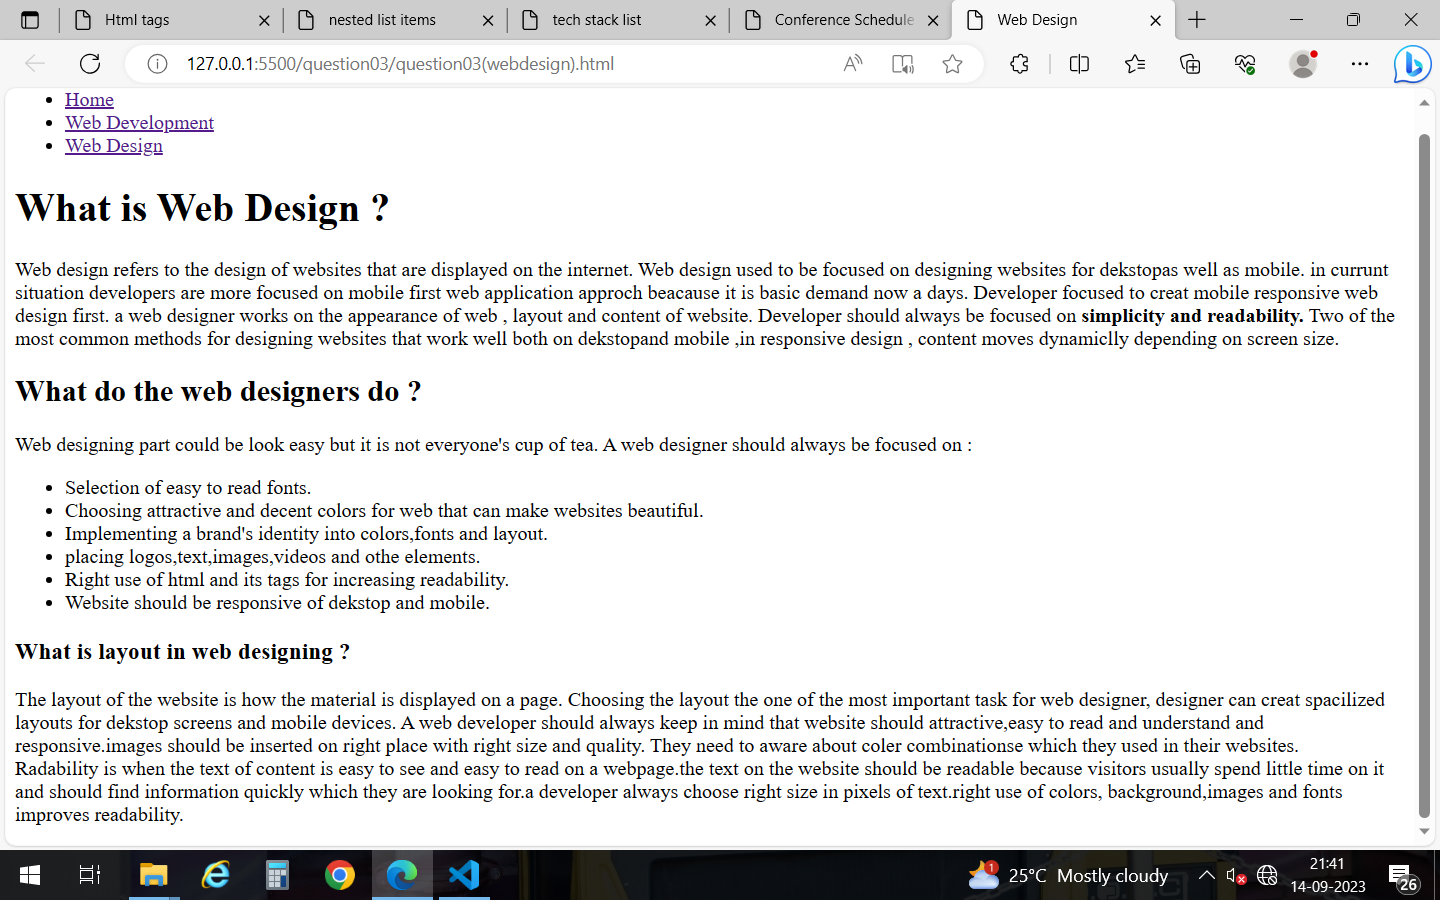 Html tags
nested list items
tech stack list
Conference Schedule
Web Design
127.0.0.1:5500/question03/question03(webdesign).html
Home
Web Development
Web Design
What is Web Design ?
Web design refers to the design of websites that are displayed on the internet. Web design used to be focused on designing websites for dekstopas well as mobile. in currunt
situation developers are more focused on mobile first web application approch beacause it is basic demand now a days. Developer focused to creat mobile responsive web
design first. a web designer works on the appearance of web , layout and content of website. Developer should always be focused on simplicity and readability. Two of the
most common methods for designing websites that work well both on dekstopand mobile ,in responsive design , content moves dynamiclly depending on screen size.
What do the web designers do ?
Web designing part could be look easy but it is not everyone's cup of tea. A web designer should always be focused on :
Selection of easy to read fonts.
Choosing attractive and decent colors for web that can make websites beautiful.
Implementing a brand's identity into colors,fonts and layout.
placing logos,text,images,videos and othe elements.
Right use of html and its tags for increasing readability.
Website should be responsive of dekstop and mobile.
What is layout in web designing ?
The layout of the website is how the material is displayed on a page. Choosing the layout the one of the most important task for web designer, designer can creat spacilized
layouts for dekstop screens and mobile devices. A web developer should always keep in mind that website should attractive,easy to read and understand and
responsive.images should be inserted on right place with right size and quality. They need to aware about coler combinationse which they used in their websites.
Radability is when the text of content is easy to see and easy to read on a webpage.the text on the website should be readable because visitors usually spend little time on it
and should find information quickly which they are looking for.a developer always choose right size in pixels of text.right use of colors, background,images and fonts
improves readability.
1
25°C Mostly cloudy
21:41
14-09-2023
26